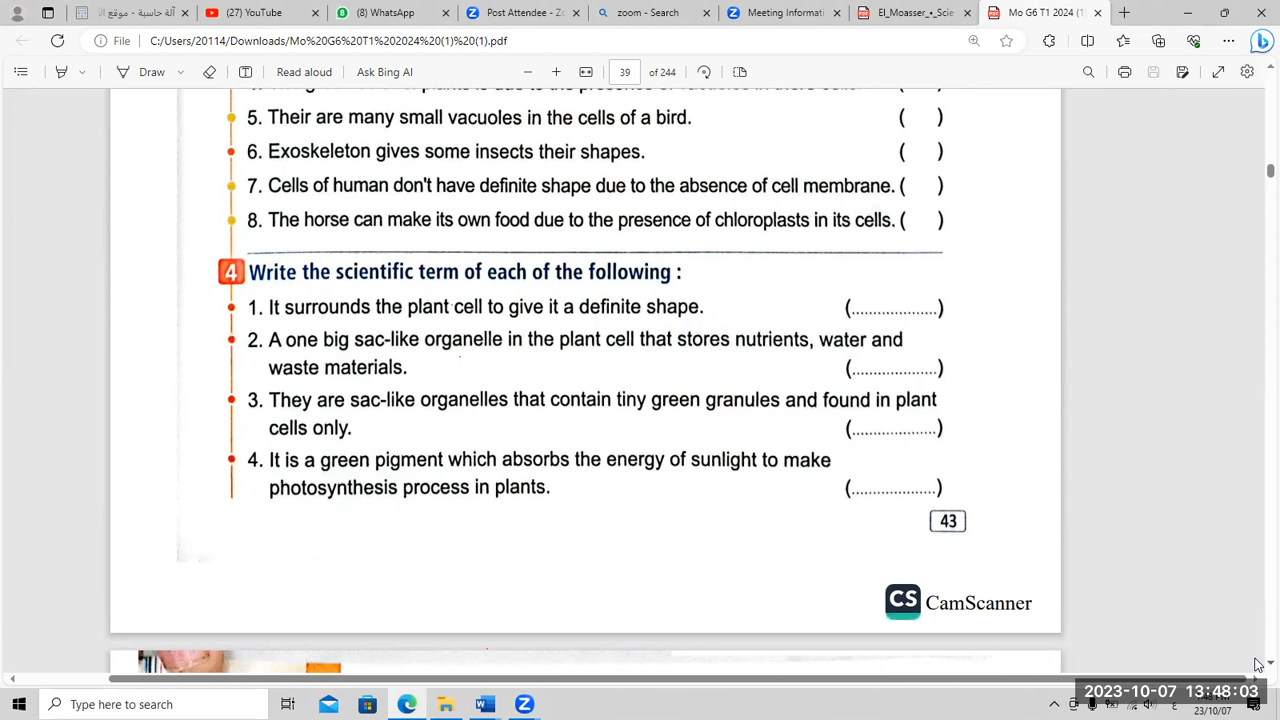 آلة حاسبة - موقع
(27) YouTube
(8) WhatsApp
Post Attendee - Zo
zoom - Search
Meeting Informati
El_Moasser_•_Scie
Mo G6 T1 2024 (1)
File
C:/Users/20114/Downloads/Mo%20G6%20T1%202024%20(1)%20(1).pdf
Draw
Read aloud
Ask Bing AI
39
of 244
5. Their are many small vacuoles in the cells of a bird. ( )
6. Exoskeleton gives some insects their shapes. ( )
7. Cells of human don't have definite shape due to the absence of cell membrane. ( )
8. The horse can make its own food due to the presence of chloroplasts in its cells. ( )
4 Write the scientific term of each of the following :
1. It surrounds the plant cell to give it a definite shape. (...................)
2. A one big sac-like organelle in the plant cell that stores nutrients, water and
waste materials. (...................)
3. They are sac-like organelles that contain tiny green granules and found in plant
cells only. (...................)
4. It is a green pigment which absorbs the energy of sunlight to make
photosynthesis process in plants. (...................)
43
CS CamScanner
Type here to search
2023-10-07 13:48:03
23/10/07